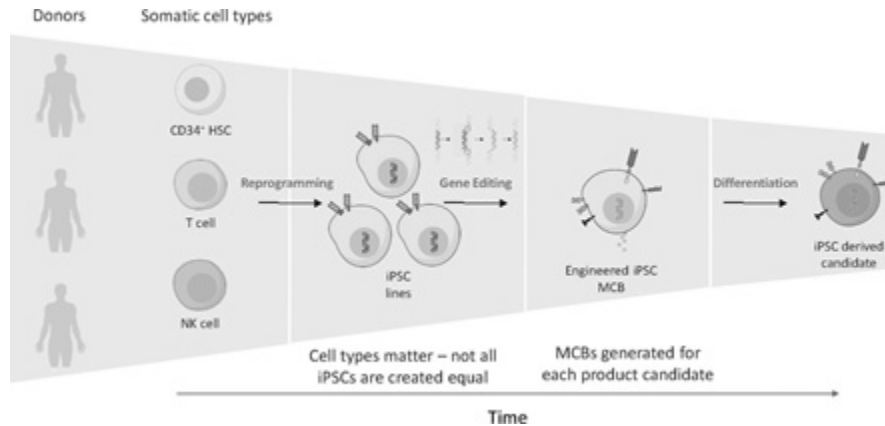 Donors
Somatic cell types
CD34⁺ HSC
T cell
NK cell
Reprogramming
iPSC
lines
Gene Editing
Engineered iPSC
MCB
Differentiation
iPSC derived
candidate
Cell types matter – not all
iPSCs are created equal
MCBs generated for
each product candidate
Time